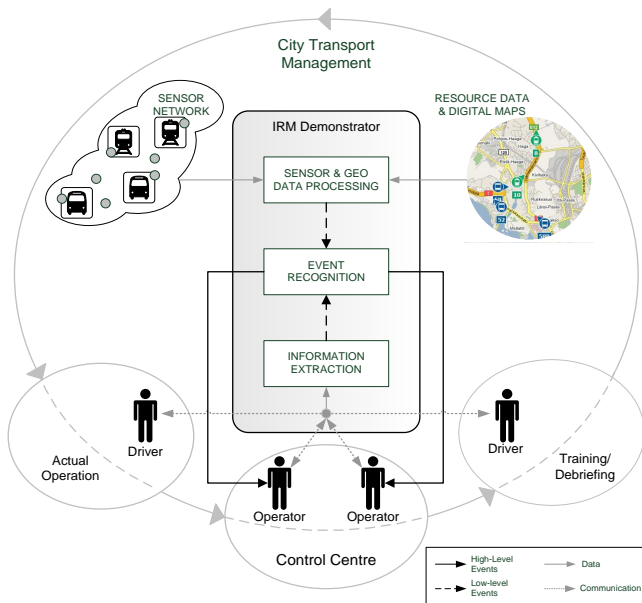 City Transport
Management
SENSOR
NETWORK
RESOURCE DATA
& DIGITAL MAPS
IRM Demonstrator
SENSOR & GEO
DATA PROCESSING
EVENT
RECOGNITION
INFORMATION
EXTRACTION
Driver
Actual
Operation
Driver
Training/
Debriefing
Operator
Operator
Control Centre
High-Level
Events
Data
Low-level
Events
Communication